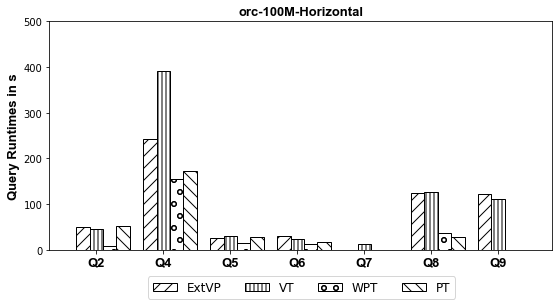 orc-100M-Horizontal
Query Runtimes in s
500
400
300
200
100
0
Q2 Q4 Q5 Q6 Q7 Q8 Q9
ExtVP VT WPT PT